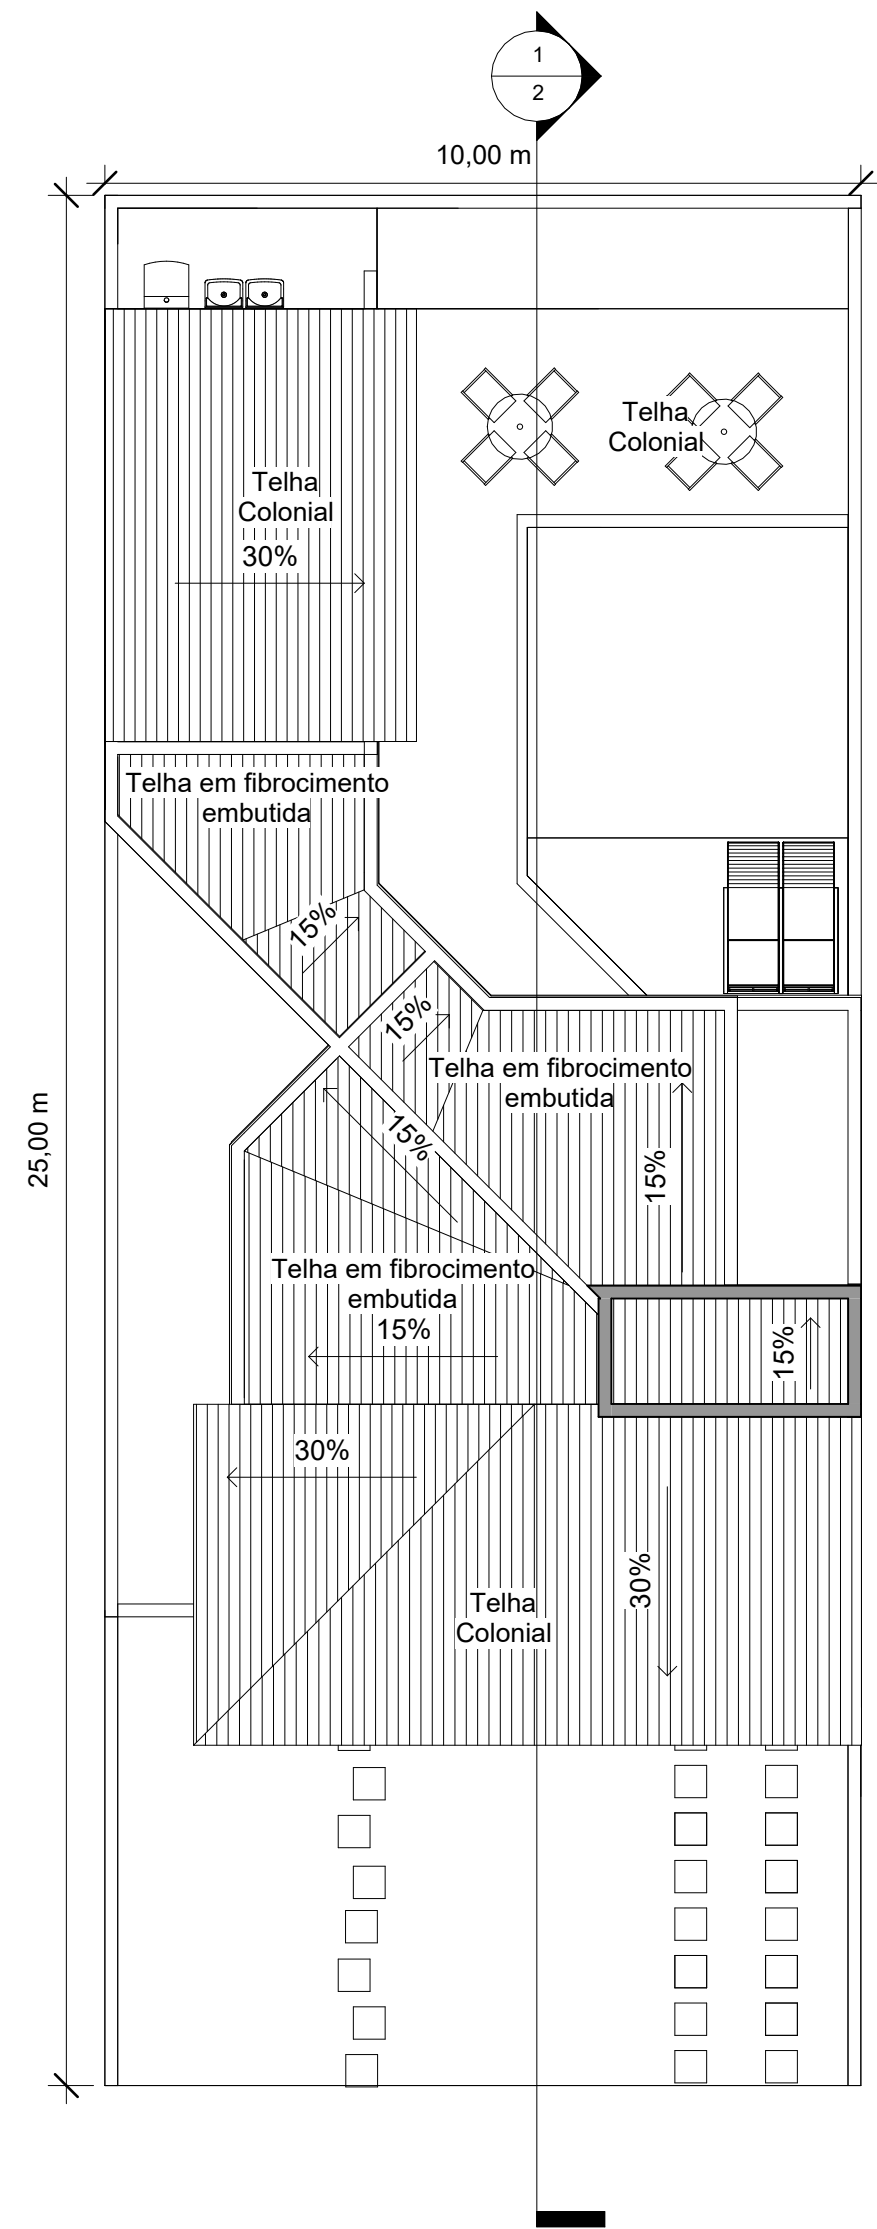 1
2
10,00 m
Telha
Colonial
Telha
Colonial
30%
Telha em fibrocimento
embutida
15%
15%
Telha em fibrocimento
embutida
25,00 m
15%
15%
Telha em fibrocimento
embutida
15%
15%
30%
30%
Telha
Colonial